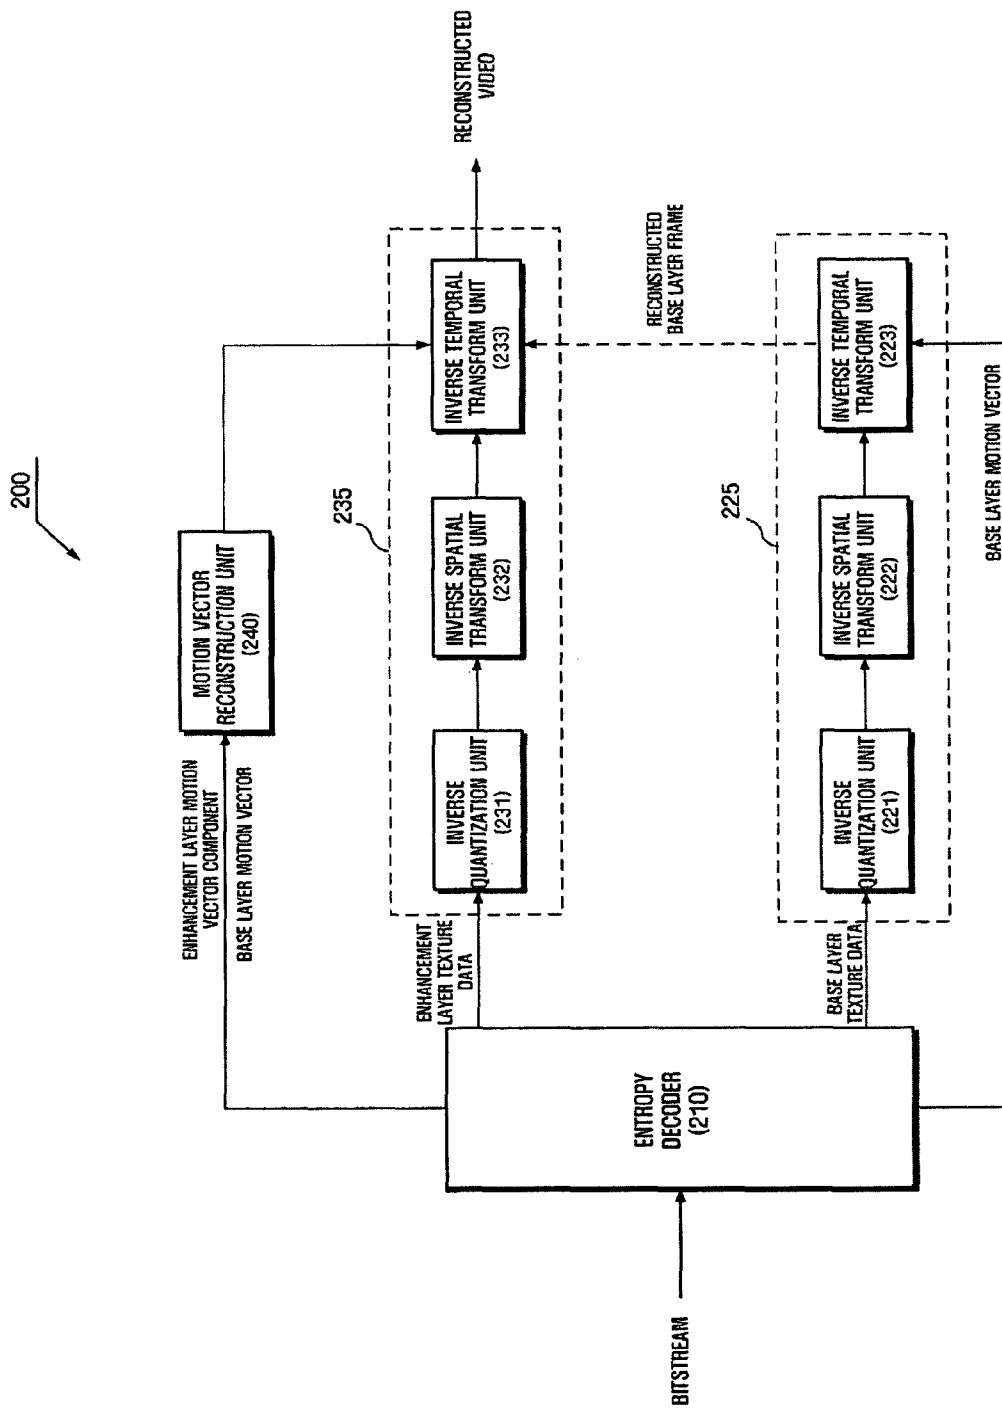 200
BITSTREAM
ENTROPY
DECODER
(210)
ENHANCEMENT LAYER MOTION
VECTOR COMPONENT
BASE LAYER MOTION VECTOR
MOTION VECTOR
RECONSTRUCTION UNIT
(240)
ENHANCEMENT
LAYER TEXTURE
DATA
235
INVERSE
QUANTIZATION UNIT
(231)
INVERSE SPATIAL
TRANSFORM UNIT
(232)
INVERSE TEMPORAL
TRANSFORM UNIT
(233)
RECONSTRUCTED
VIDEO
RECONSTRUCTED
BASE LAYER FRAME
BASE LAYER
TEXTURE DATA
225
INVERSE
QUANTIZATION UNIT
(221)
INVERSE SPATIAL
TRANSFORM UNIT
(222)
INVERSE TEMPORAL
TRANSFORM UNIT
(223)
BASE LAYER MOTION VECTOR